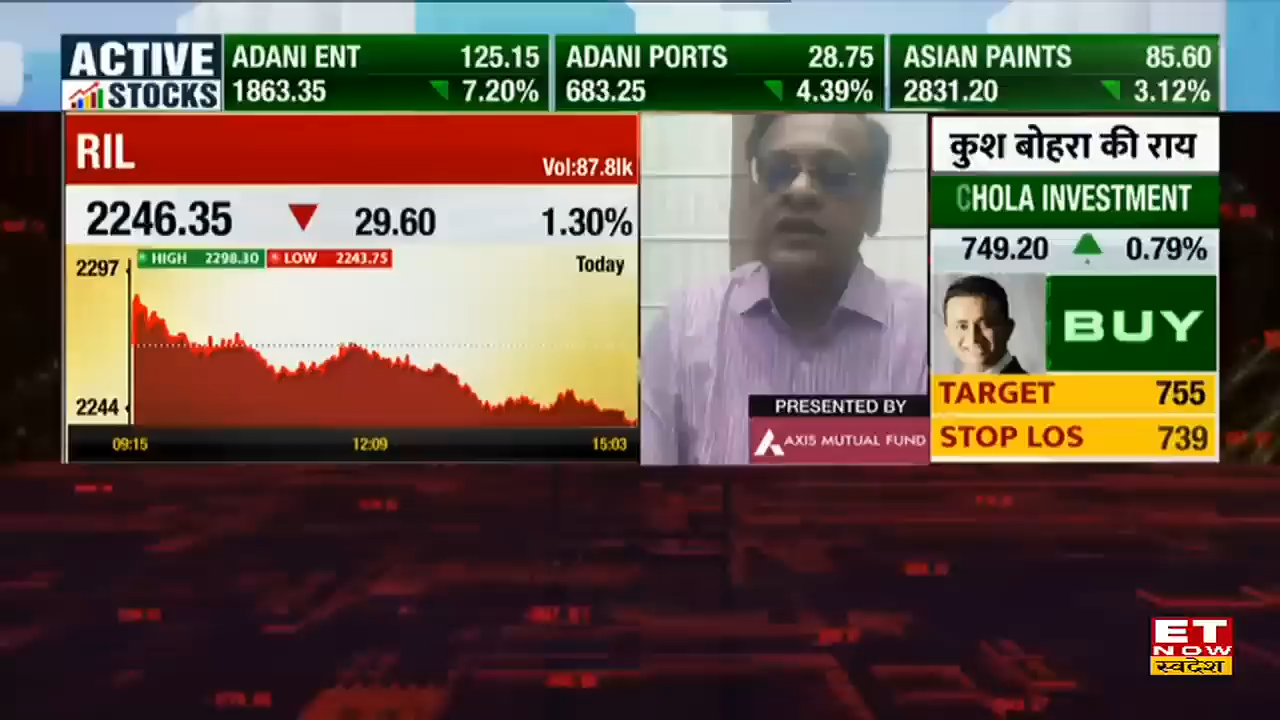 ACTIVE STOCKS
ADANI ENT 125.15
1863.35 7.20%
ADANI PORTS 28.75
683.25 4.39%
ASIAN PAINTS 85.60
2831.20 3.12%
RIL
Vol:87.8lk
2246.35 29.60 1.30%
HIGH 2298.30 LOW 2243.75
Today
2297
2244
09:15 12:09 15:03
PRESENTED BY
AXIS MUTUAL FUND
कुश बोहरा की राय
CHOLA INVESTMENT
749.20 0.79%
BUY
TARGET 755
STOP LOS 739
ET
NOW
स्वदेश